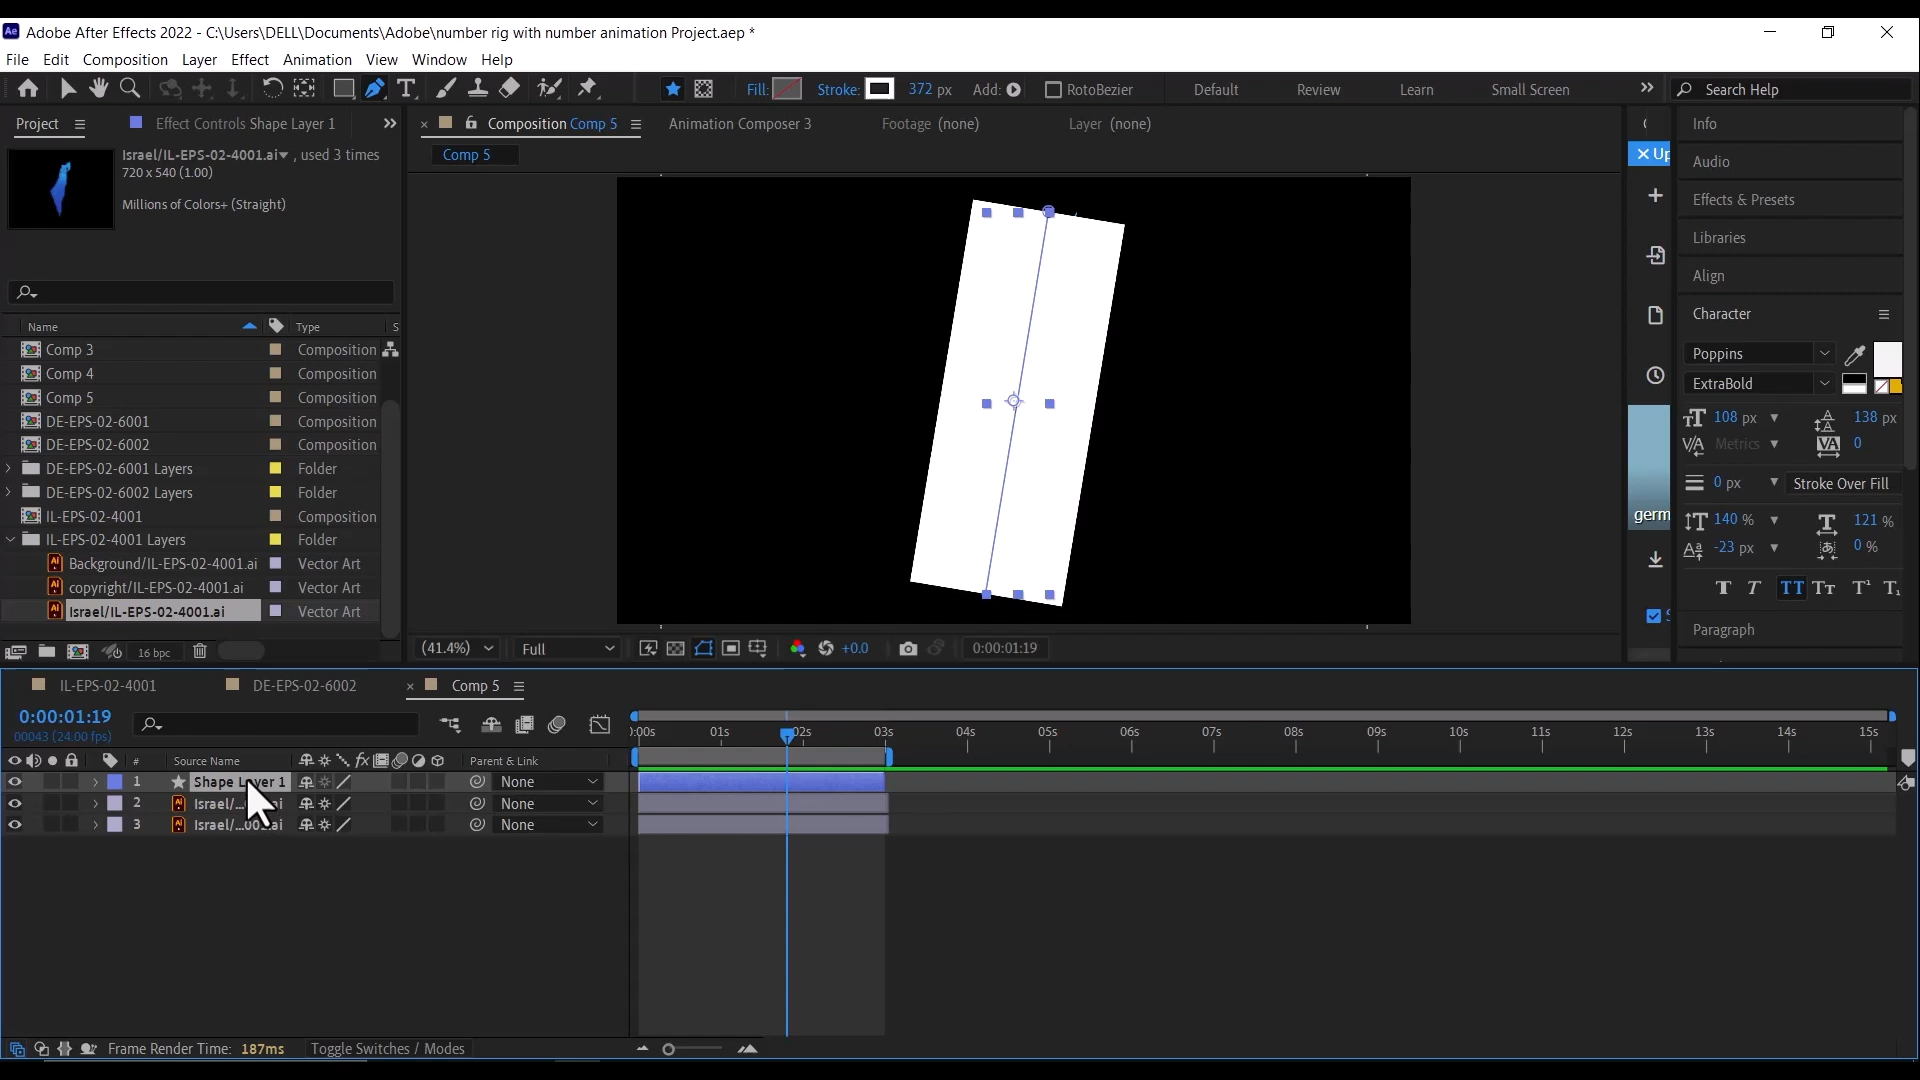 Ae Adobe After Effects 2022 - C:\Users\DELL\Documents\Adobe\number rig with number animation Project.aep *
File Edit Composition Layer Effect Animation View Window Help
Fill: Stroke: 372 px Add: RotoBezier Default Review Learn Small Screen Search Help
Project Effect Controls Shape Layer 1
Composition Comp 5 Animation Composer 3 Footage (none) Layer (none)
Comp 5
Israel/IL-EPS-02-4001.ai , used 3 times
720 x 540 (1.00)
Millions of Colors+ (Straight)
Name Type S
Comp 3 Composition
Comp 4 Composition
Comp 5 Composition
DE-EPS-02-6001 Composition
DE-EPS-02-6002 Composition
DE-EPS-02-6001 Layers Folder
DE-EPS-02-6002 Layers Folder
IL-EPS-02-4001 Composition
IL-EPS-02-4001 Layers Folder
Background/IL-EPS-02-4001.ai Vector Art
copyright/IL-EPS-02-4001.ai Vector Art
Israel/IL-EPS-02-4001.ai Vector Art
16 bpc
(41.4%) Full +0.0 0:00:01:19
Up
germ
Info
Audio
Effects & Presets
Libraries
Align
Character
Poppins
ExtraBold
108 px 138 px
Metrics 0
0 px Stroke Over Fill
140 % 121 %
-23 px 0 %
T T TT Tт T¹ T₁
Paragraph
IL-EPS-02-4001 DE-EPS-02-6002 Comp 5
0:00:01:19
00043 (24.00 fps)
:00s 01s 02s 03s 04s 05s 06s 07s 08s 09s 10s 11s 12s 13s 14s 15s
# Source Name fx Parent & Link
1 Shape Layer 1 None
2 Israel/... None
3 Israel/... None
Frame Render Time: 187ms Toggle Switches / Modes